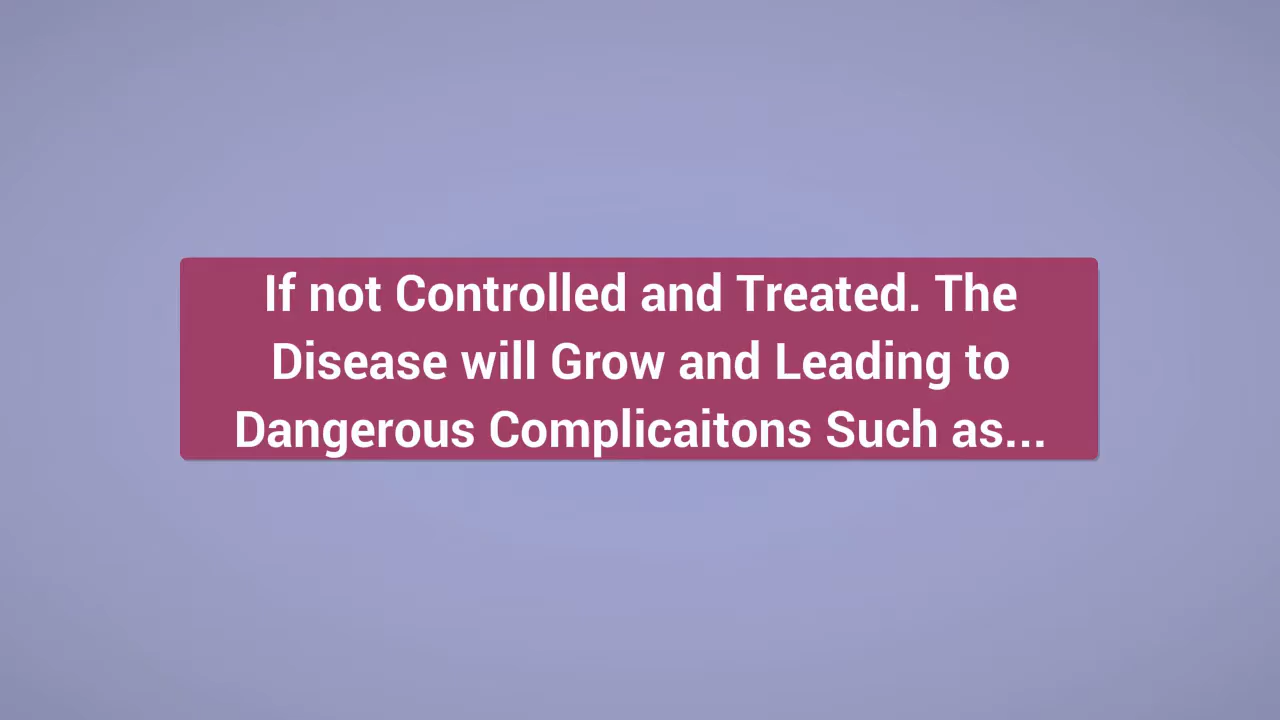 If not Controlled and Treated. The
Disease will Grow and Leading to
Dangerous Complicaitons Such as...